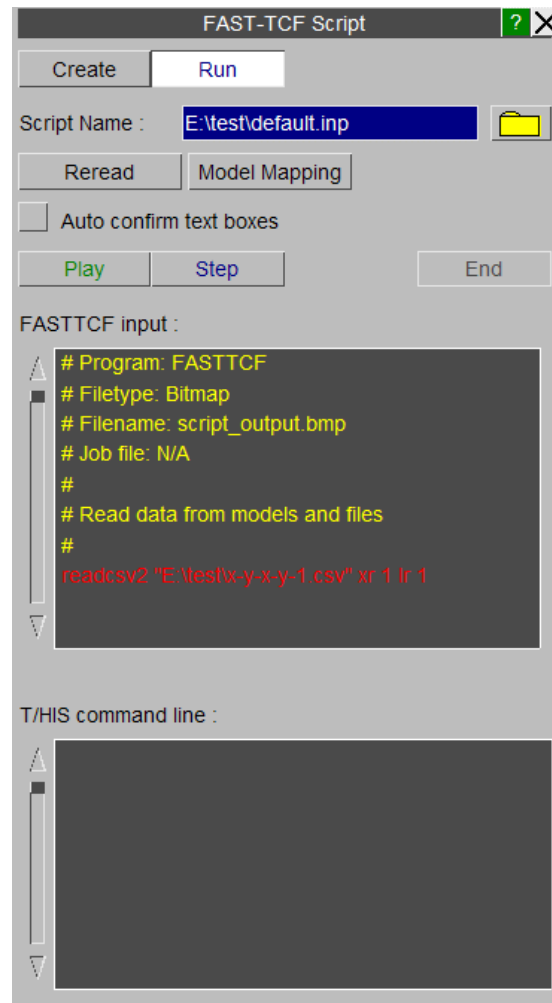 FAST-TCF Script ? X
Create Run
Script Name : E:\test\default.inp
Reread Model Mapping
Auto confirm text boxes
Play Step End
FASTTCF input :
# Program: FASTTCF
# Filetype: Bitmap
# Filename: script_output.bmp
# Job file: N/A
#
# Read data from models and files
#
readcsv2 "E:\test\x-y-x-y-1.csv" xr 1 lr 1
T/HIS command line :